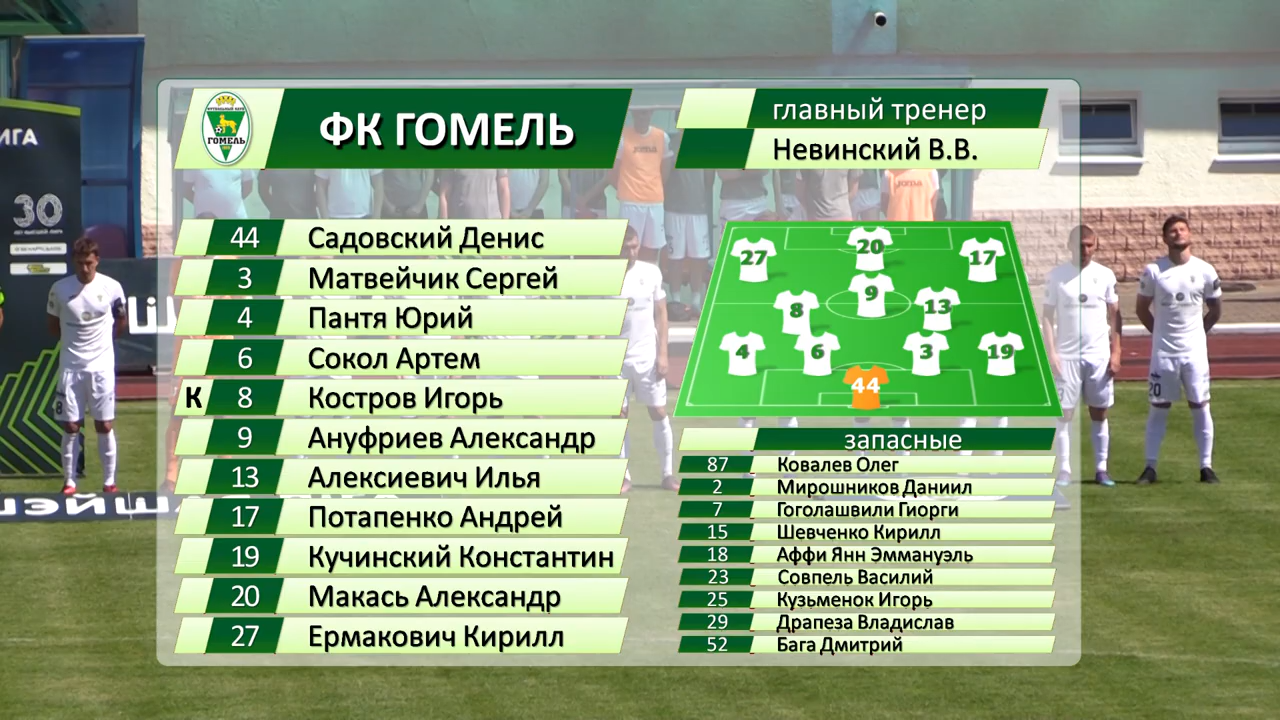 ФК ГОМЕЛЬ
ГОМЕЛЬ
44 Садовский Денис
3 Матвейчик Сергей
4 Пантя Юрий
6 Сокол Артем
К 8 Костров Игорь
9 Ануфриев Александр
13 Алексиевич Илья
17 Потапенко Андрей
19 Кучинский Константин
20 Макась Александр
27 Ермакович Кирилл
главный тренер
Невинский В.В.
27 20 17
8 9 13
4 6 3 19
44
запасные
87 Ковалев Олег
2 Мирошников Даниил
7 Гоголашвили Гиорги
15 Шевченко Кирилл
18 Аффи Янн Эммануэль
23 Совпель Василий
25 Кузьменок Игорь
29 Драпеза Владислав
52 Бага Дмитрий
ИГА
30
20
8